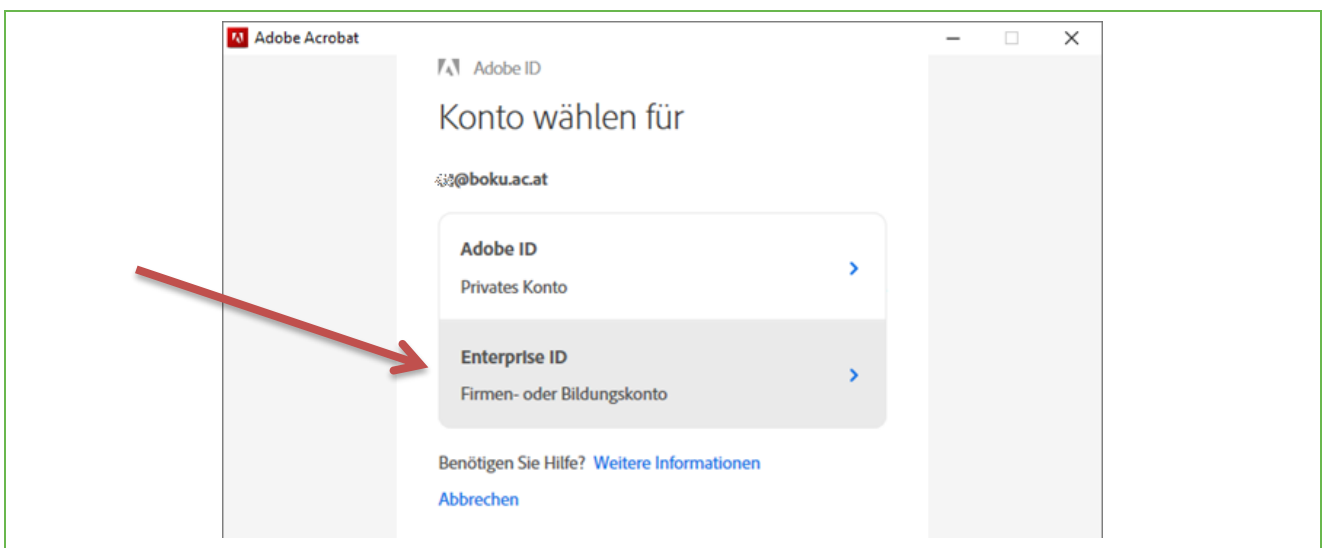 Adobe Acrobat
Adobe ID
Konto wählen für
@boku.ac.at
Adobe ID
Privates Konto
Enterprise ID
Firmen- oder Bildungskonto
Benötigen Sie Hilfe? Weitere Informationen
Abbrechen